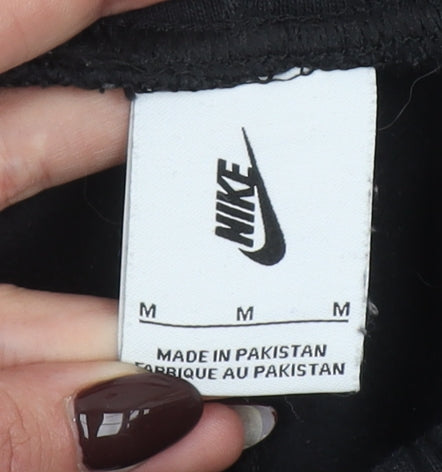 NIKE
M M M
MADE IN PAKISTAN
FABRIQUE AU PAKISTAN